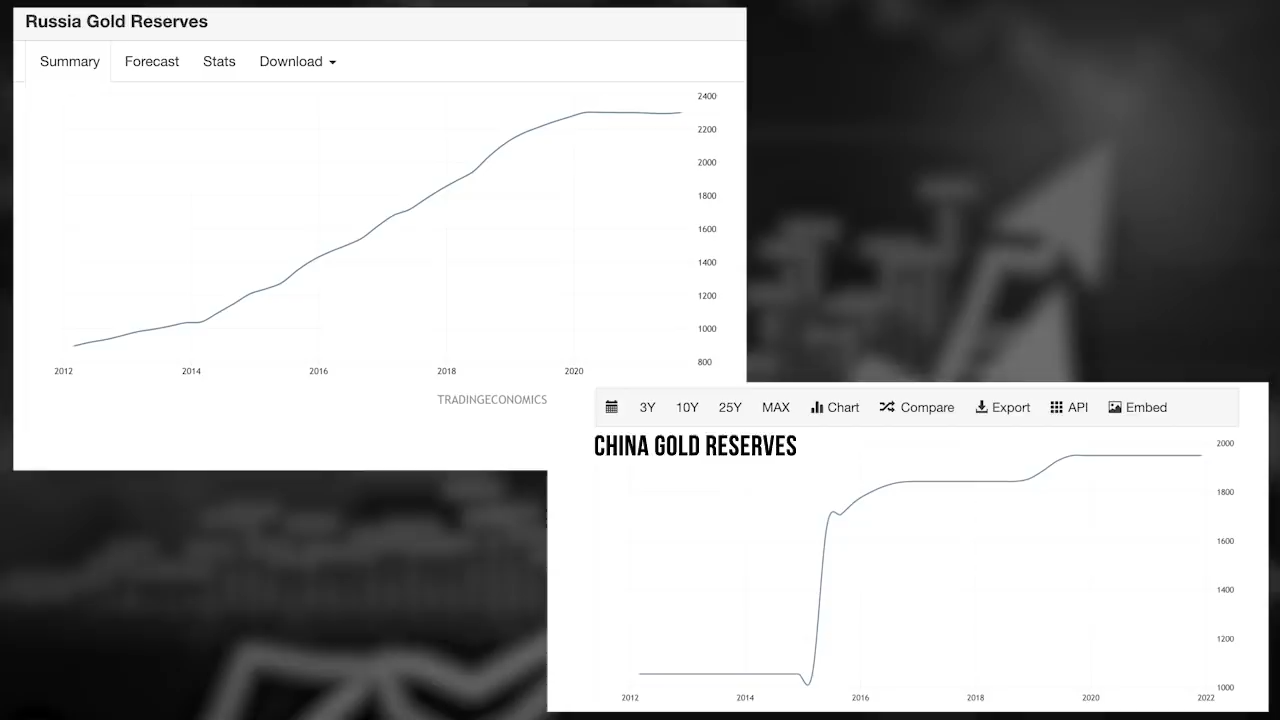 Russia Gold Reserves
Summary Forecast Stats Download
2400
2200
2000
1800
1600
1400
1200
1000
800
2012 2014 2016 2018 2020
TRADINGECONOMICS
3Y 10Y 25Y MAX Chart Compare Export API Embed
CHINA GOLD RESERVES
2000
1800
1600
1400
1200
1000
2012 2014 2016 2018 2020 2022